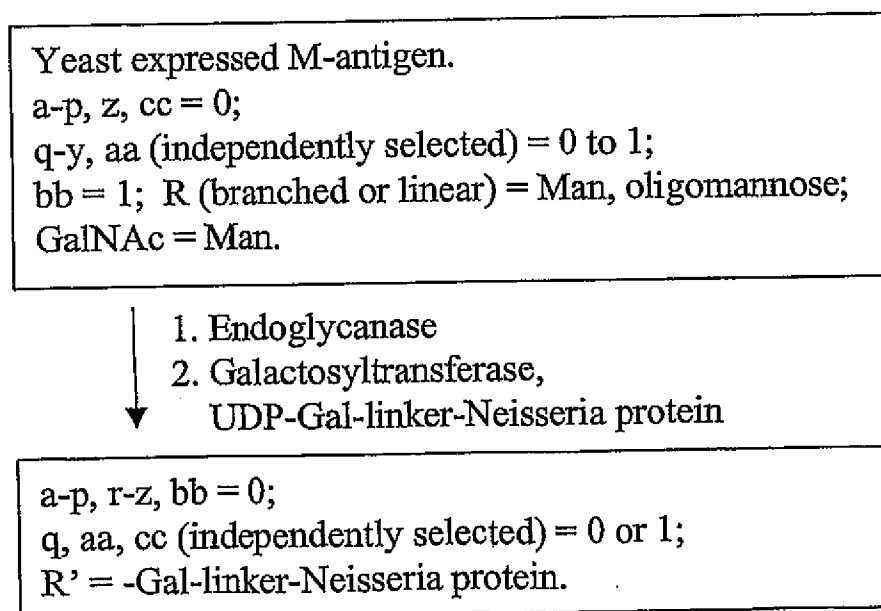 Yeast expressed M-antigen.
a-p, z, cc = 0;
q-y, aa (independently selected) = 0 to 1;
bb = 1; R (branched or linear) = Man, oligomannose;
GalNAc = Man.
1. Endoglycanase
2. Galactosyltransferase,
UDP-Gal-linker-Neisseria protein
a-p, r-z, bb = 0;
q, aa, cc (independently selected) = 0 or 1;
R’ = -Gal-linker-Neisseria protein.